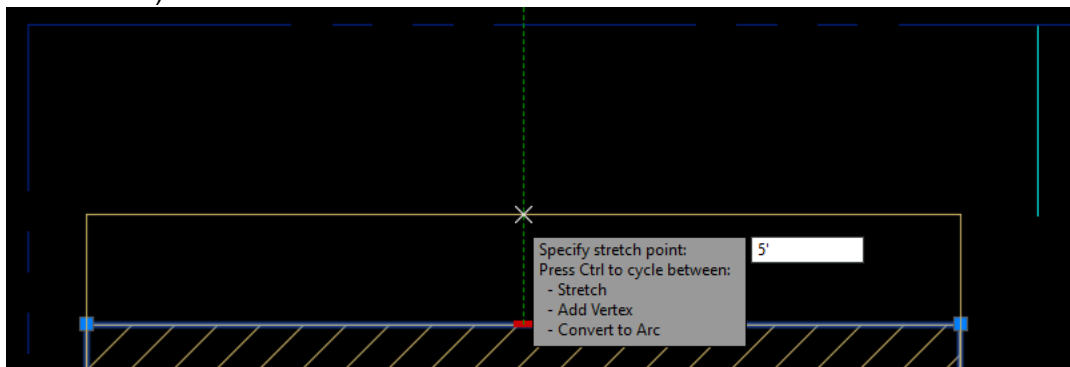 Specify stretch point:
5'
Press Ctrl to cycle between:
- Stretch
- Add Vertex
- Convert to Arc